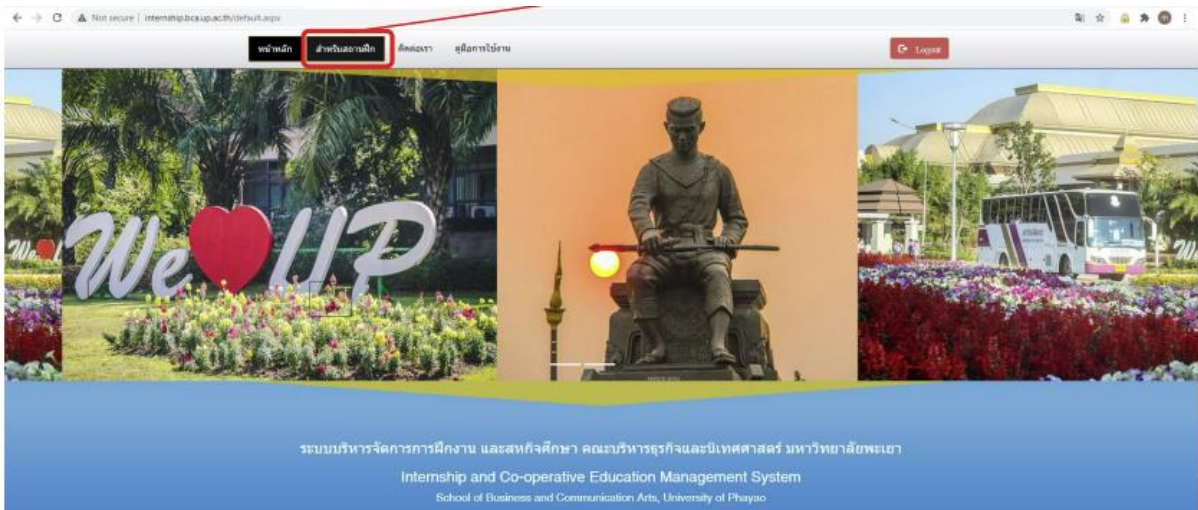 Not secure | internship.bca.up.ac.th/default.aspx
หน้าหลัก สำหรับสถานฝึก ติดต่อเรา คู่มือการใช้งาน Logout
We UP
ระบบบริหารจัดการการฝึกงาน และสหกิจศึกษา คณะบริหารธุรกิจและนิเทศศาสตร์ มหาวิทยาลัยพะเยา
Internship and Co-operative Education Management System
School of Business and Communication Arts, University of Phayao